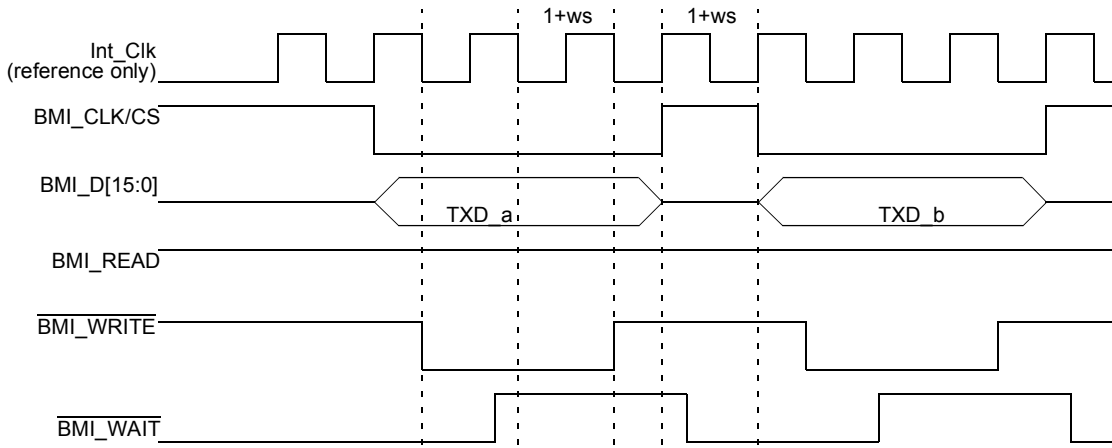 1+ws 1+ws
Int_Clk
(reference only)
BMI_CLK/CS
BMI_D[15:0]
TXD_a TXD_b
BMI_READ
BMI_WRITE
BMI_WAIT